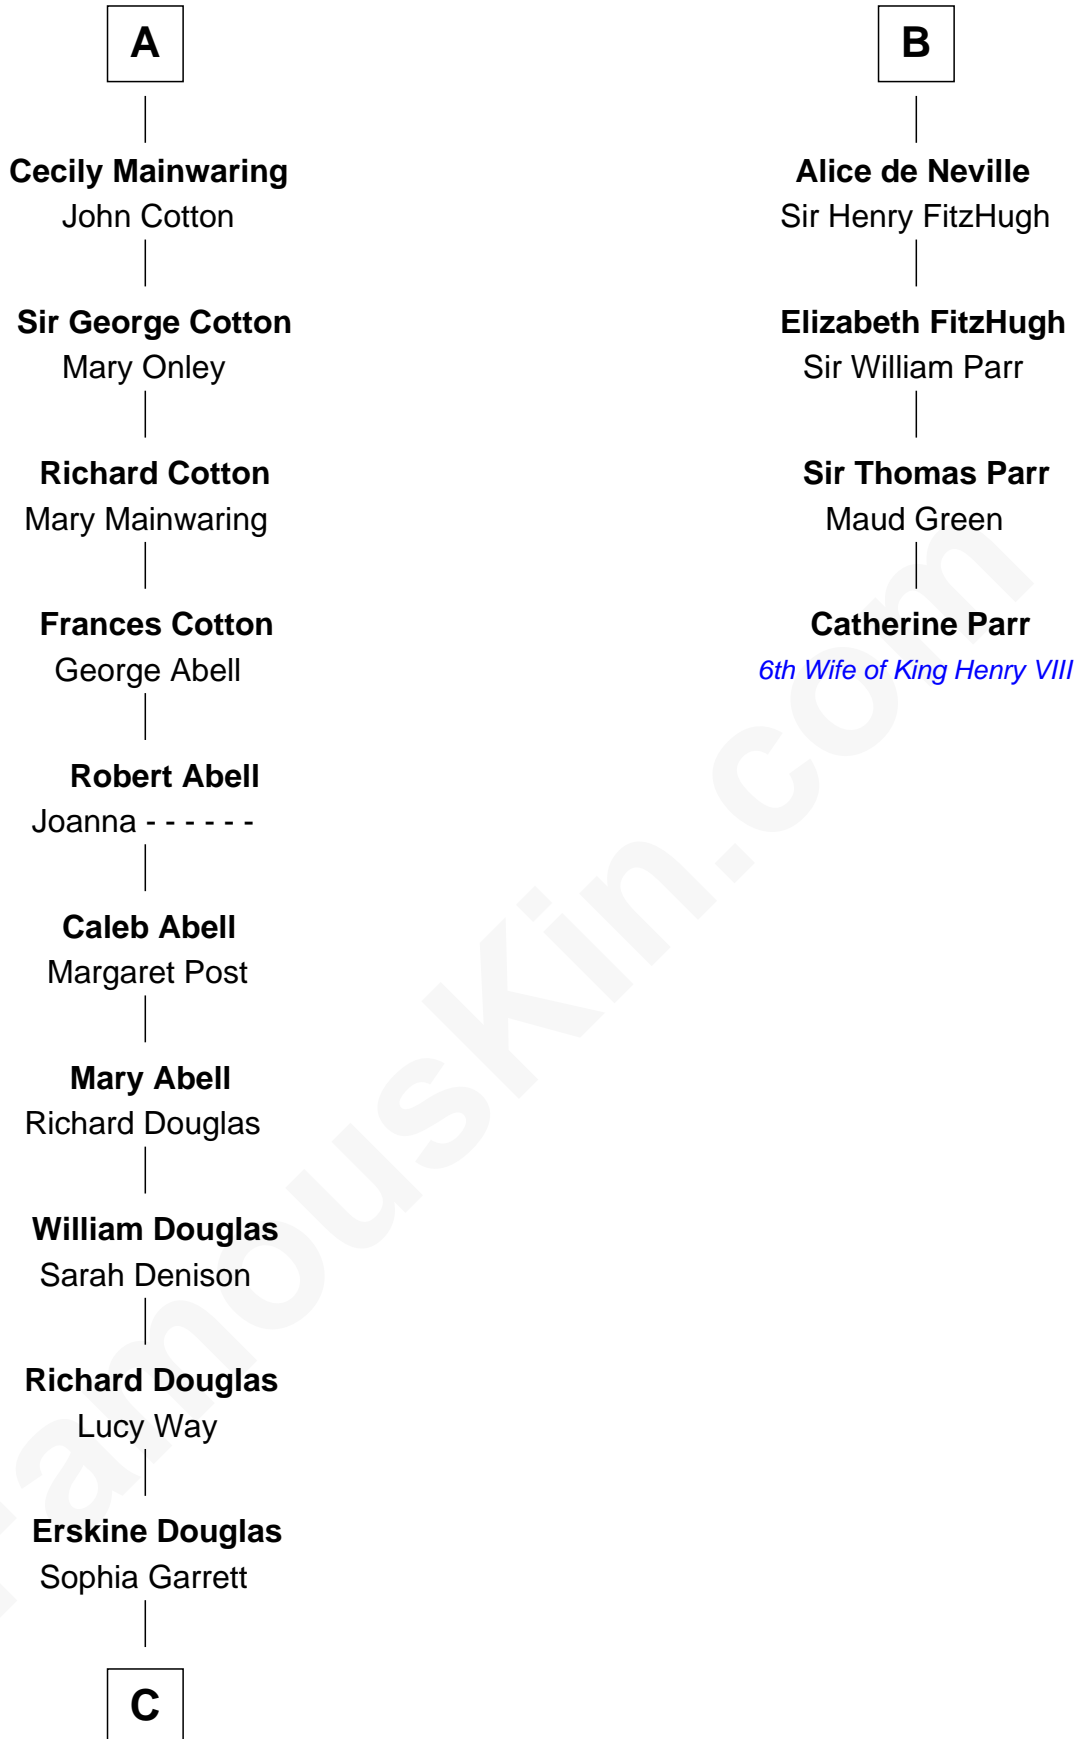 A
Cecily Mainwaring
John Cotton
Sir George Cotton
Mary Onley
Richard Cotton
Mary Mainwaring
Frances Cotton
George Abell
Robert Abell
Joanna - - - - - -
Caleb Abell
Margaret Post
Mary Abell
Richard Douglas
William Douglas
Sarah Denison
Richard Douglas
Lucy Way
Erskine Douglas
Sophia Garrett
C
B
Alice de Neville
Sir Henry FitzHugh
Elizabeth FitzHugh
Sir William Parr
Sir Thomas Parr
Maud Green
Catherine Parr
6th Wife of King Henry VIII
FamousKin.com